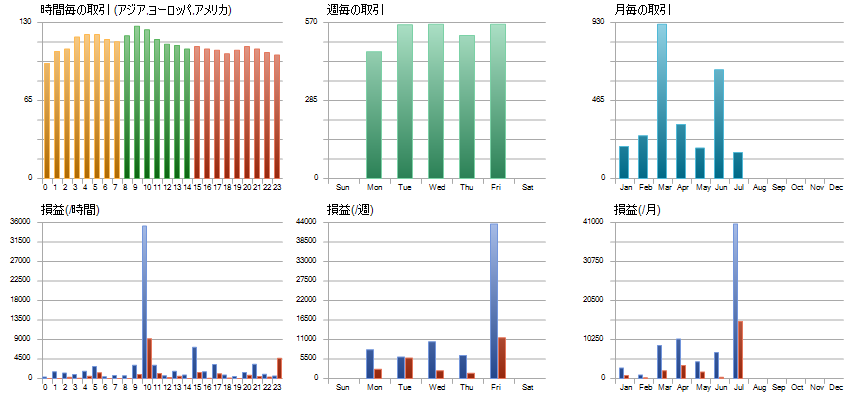 時間毎の取引 (アジア,ヨーロッパ,アメリカ)
130
65
0
0 1 2 3 4 5 6 7 8 9 10 11 12 13 14 15 16 17 18 19 20 21 22 23
週毎の取引
570
285
0
Sun Mon Tue Wed Thu Fri Sat
月毎の取引
930
465
0
Jan Feb Mar Apr May Jun Jul Aug Sep Oct Nov Dec
損益(/時間)
36000
31500
27000
22500
18000
13500
9000
4500
0
0 1 2 3 4 5 6 7 8 9 10 11 12 13 14 15 16 17 18 19 20 21 22 23
損益(/週)
44000
38500
33000
27500
22000
16500
11000
5500
0
Sun Mon Tue Wed Thu Fri Sat
損益(/月)
41000
30750
20500
10250
0
Jan Feb Mar Apr May Jun Jul Aug Sep Oct Nov Dec